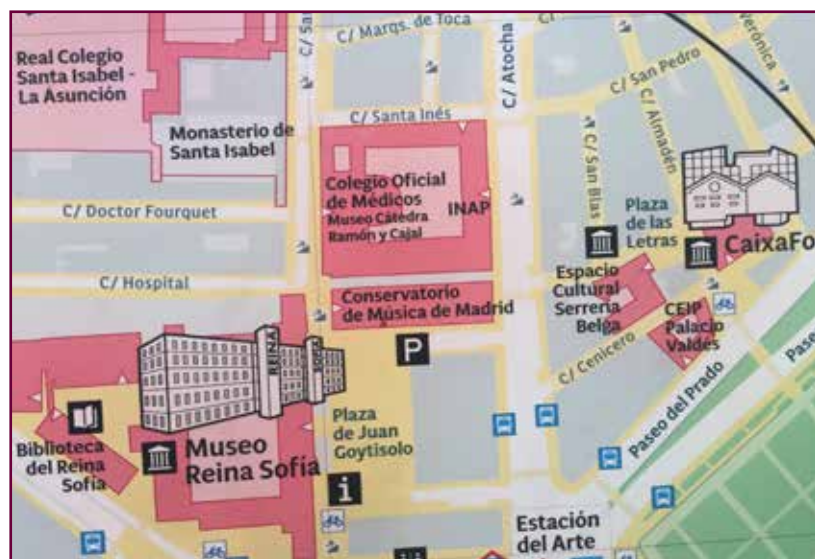 Real Colegio
Santa Isabel -
La Asunción
Monasterio de
Santa Isabel
C/ Doctor Fourquet
C/ Hospital
C/ Marqs. de Toca
C/ Santa Inés
C/ Atocha
C/ San Pedro
Verónica
C/ Almadén
C/ San Blas
Colegio Oficial
de Médicos
Museo Cátedra
Ramón y Cajal
INAP
Conservatorio
de Música de Madrid
P
Plaza
de las
Letras
CaixaFo
Espacio
Cultural
Serrería
Belga
CEIP
Palacio
Valdés
C/ Cenicero
Paseo del Prado
REINA
SOFIA
Biblioteca
del Reina
Sofía
Museo
Reina Sofía
Plaza
de Juan
Goytisolo
i
Estación
del Arte